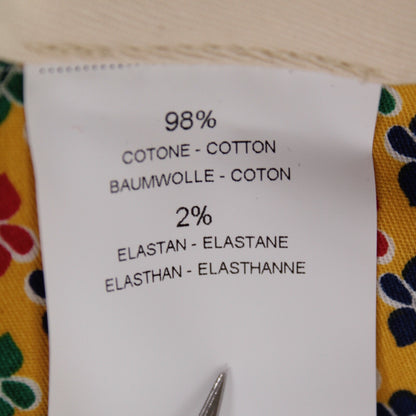 98%
COTONE - COTTON
BAUMWOLLE - COTON
2%
ELASTAN - ELASTANE
ELASTHAN - ELASTHANNE